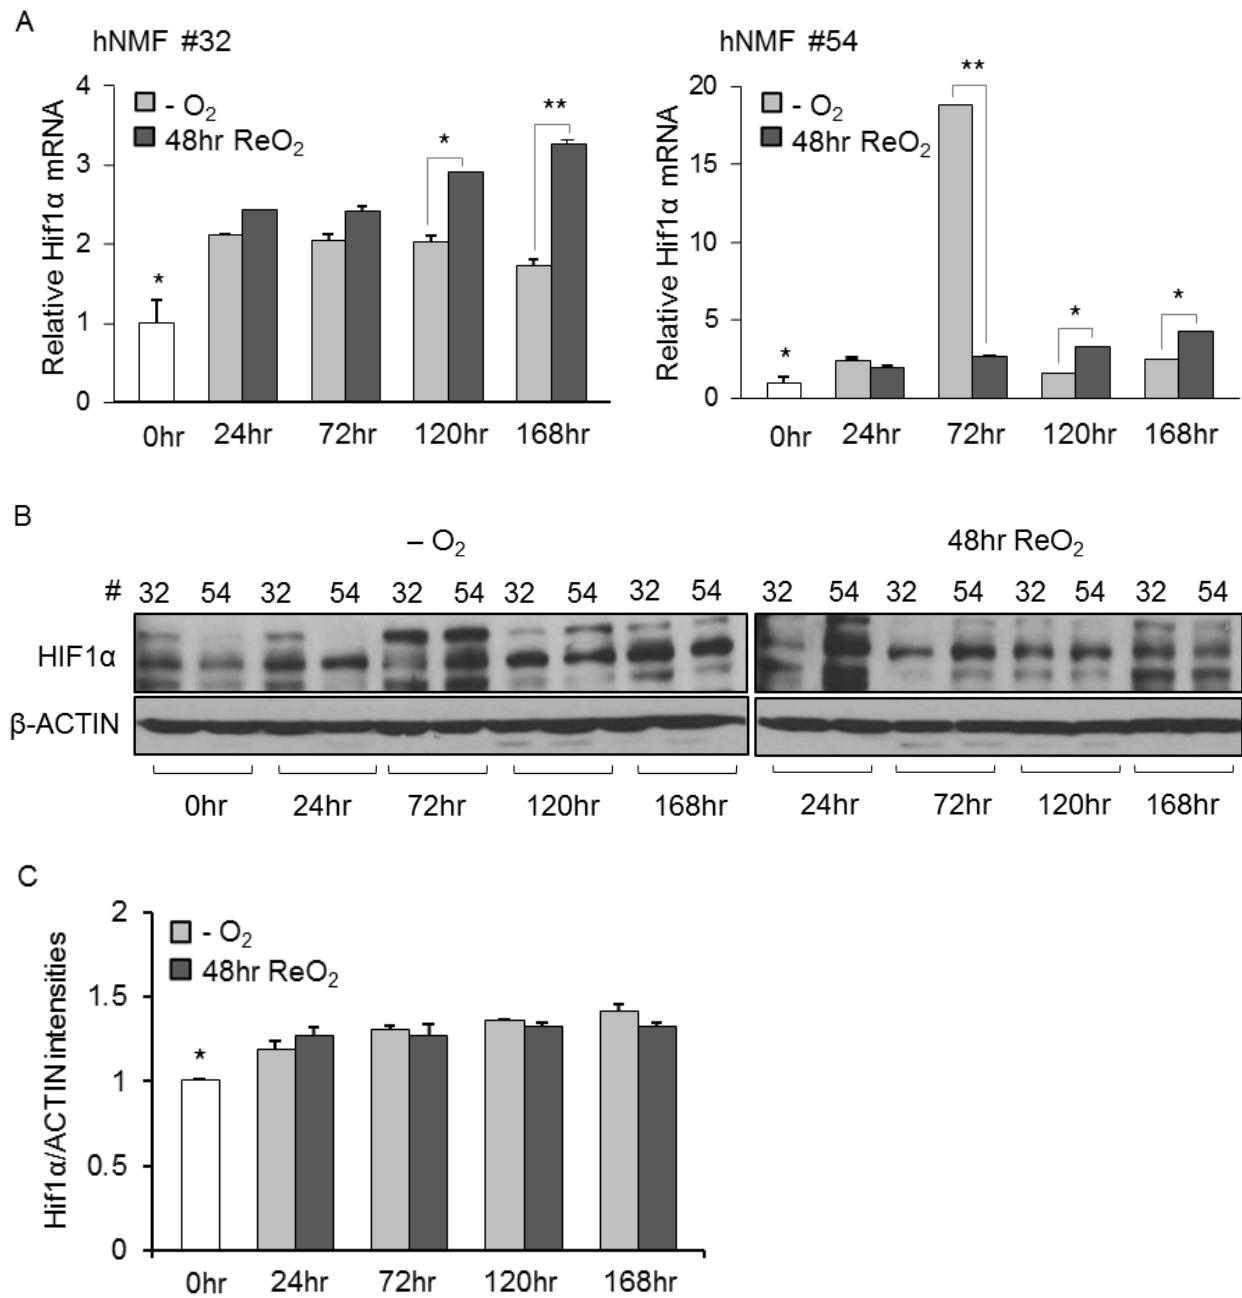 A
hNMF #32
4
3
2
1
0
Relative Hif1α mRNA
- O₂
48hr ReO₂
*
*
**
0hr 24hr 72hr 120hr 168hr
hNMF #54
20
15
10
5
0
Relative Hif1α mRNA
- O₂
48hr ReO₂
*
**
*
*
0hr 24hr 72hr 120hr 168hr
B
– O₂ 48hr ReO₂
# 32 54 32 54 32 54 32 54 32 54 32 54 32 54 32 54 32 54
HIF1α
β-ACTIN
0hr 24hr 72hr 120hr 168hr 24hr 72hr 120hr 168hr
C
2
1.5
1
0.5
0
Hif1α/ACTIN intensities
- O₂
48hr ReO₂
*
0hr 24hr 72hr 120hr 168hr